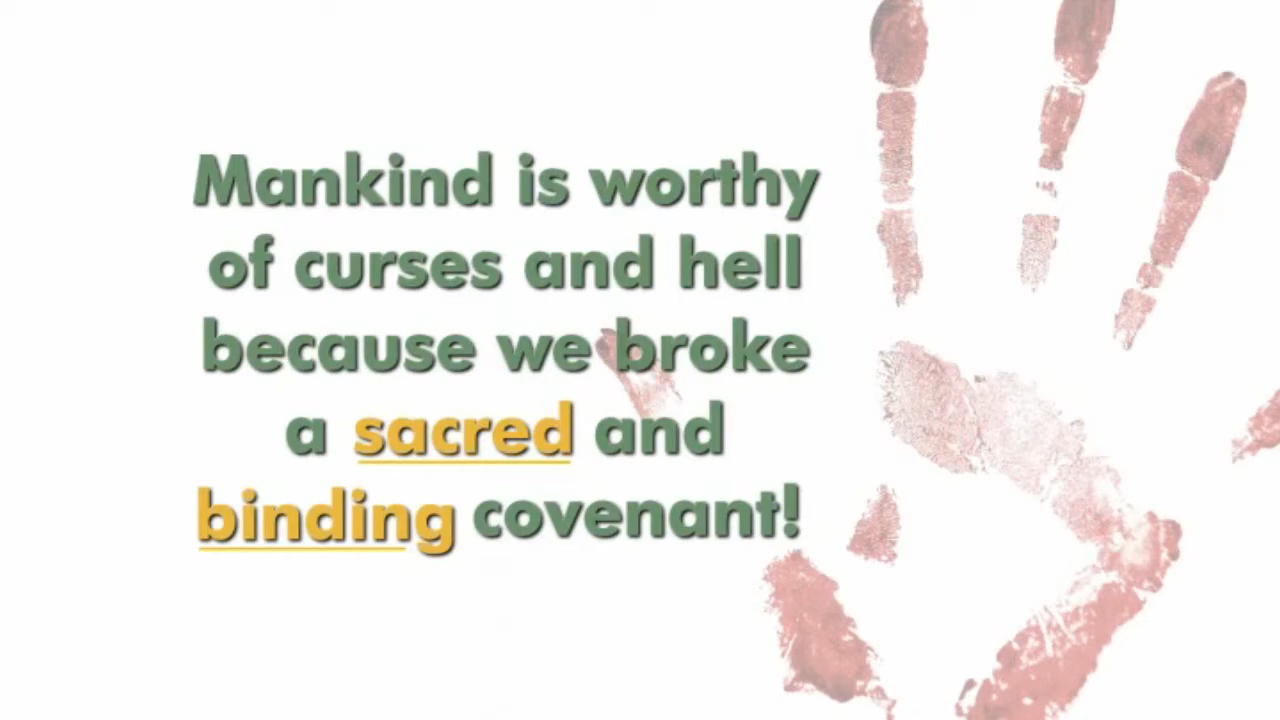 Mankind is worthy
of curses and hell
because we broke
a sacred and
binding covenant!